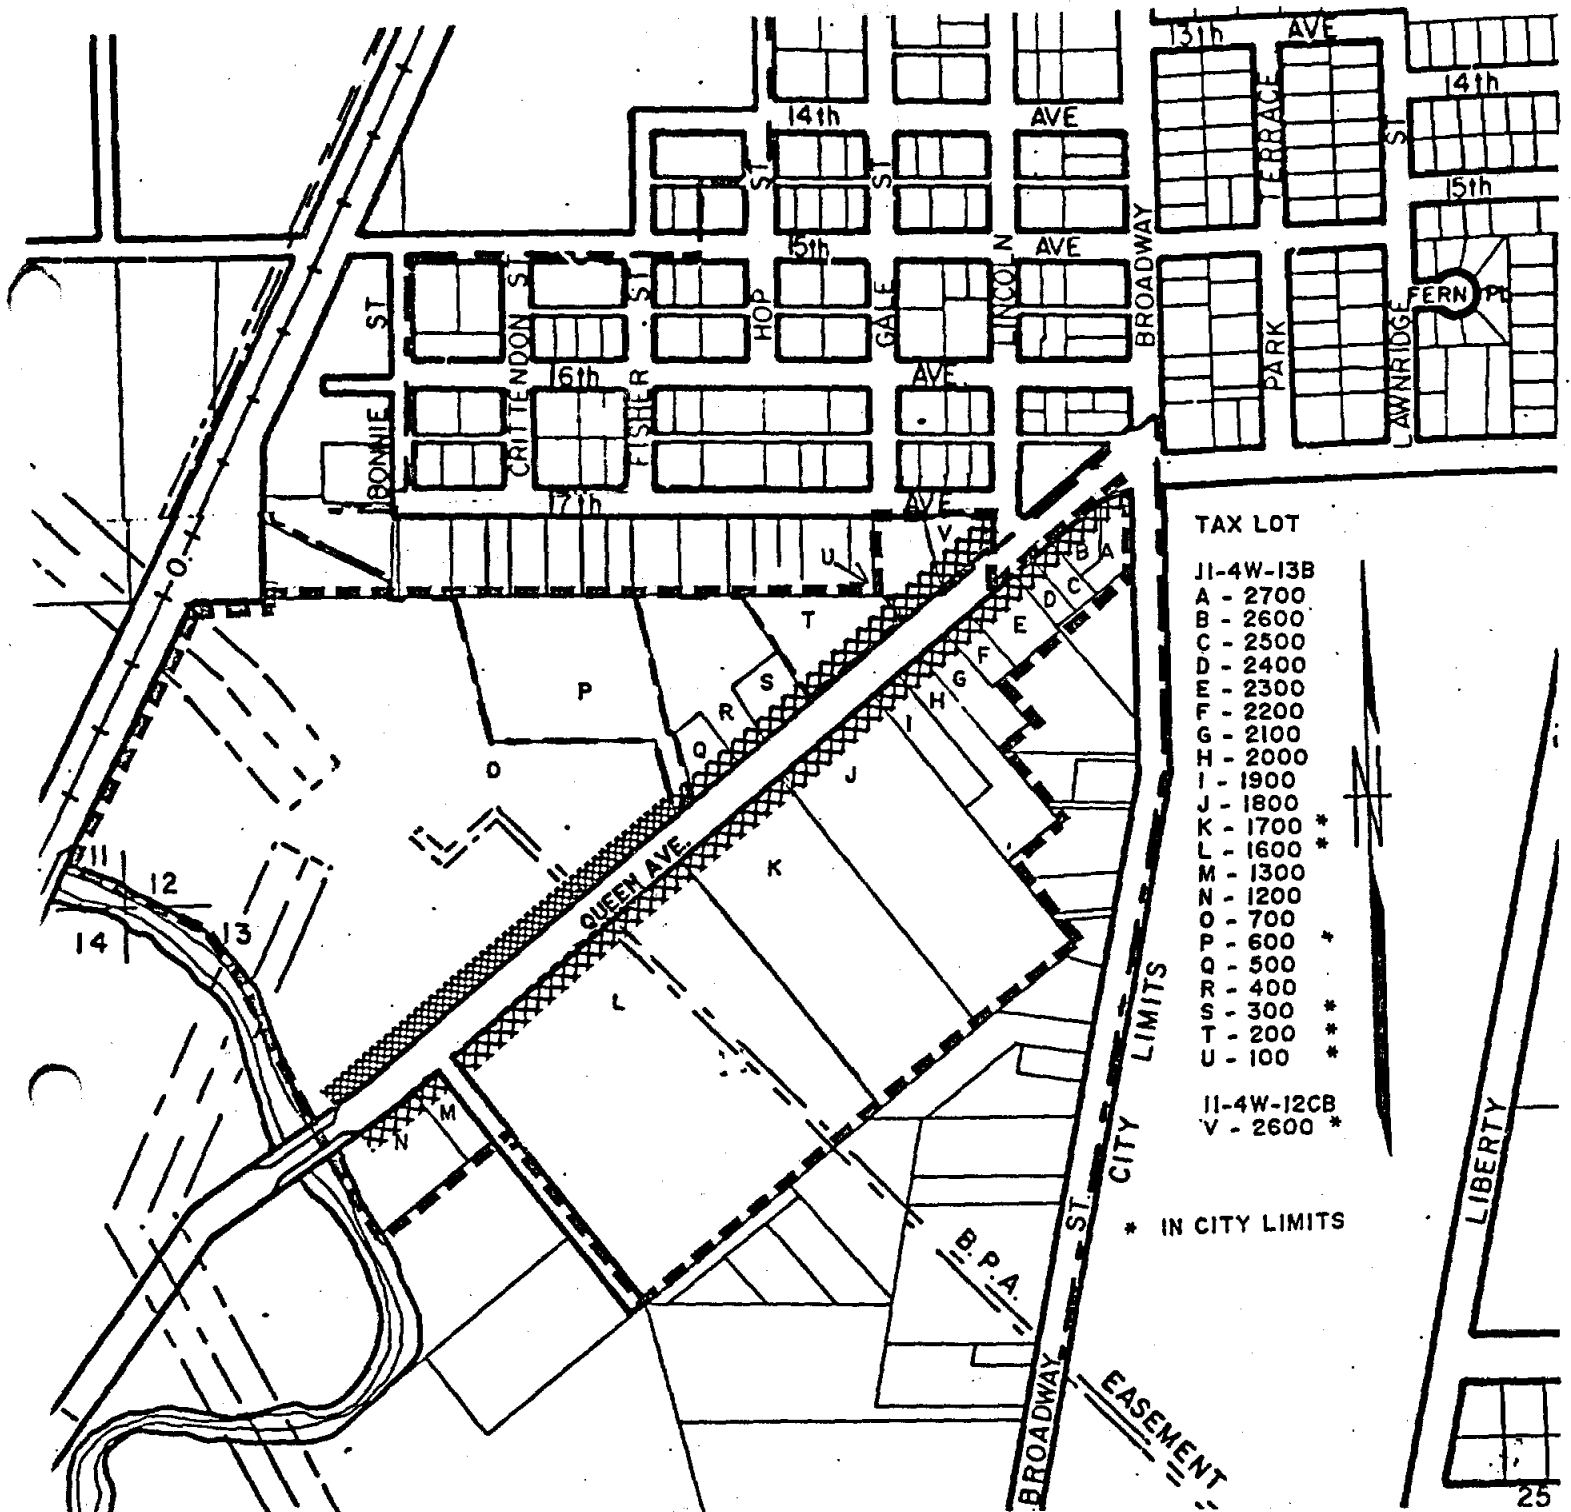 13th AVE
14th
14th AVE
TERRACE
ST
ST
ST
15th
15th AVE
BROADWAY
LINCOLN
ST
ST
ST
HOP
GALE
FERN PL
CRITTENDON
PARK
LAWNRIDGE
16th AVE.
BONNIE
FISHER
17th AVE
V
U
B A
C
D
E
T
F
S
G
P
H
R
I
Q
J
O
K
QUEEN AVE.
11
12
13
14
L
M
N
TAX LOT
11-4W-13B
A - 2700
B - 2600
C - 2500
D - 2400
E - 2300
F - 2200
G - 2100
H - 2000
I - 1900
J - 1800
K - 1700 *
L - 1600 *
M - 1300
N - 1200
O - 700
P - 600 *
Q - 500
R - 400
S - 300 *
T - 200 *
U - 100 *
11-4W-12CB
V - 2600 *
* IN CITY LIMITS
N
CITY LIMITS
LIBERTY
B.P.A.
EASEMENT
BROADWAY ST.
25